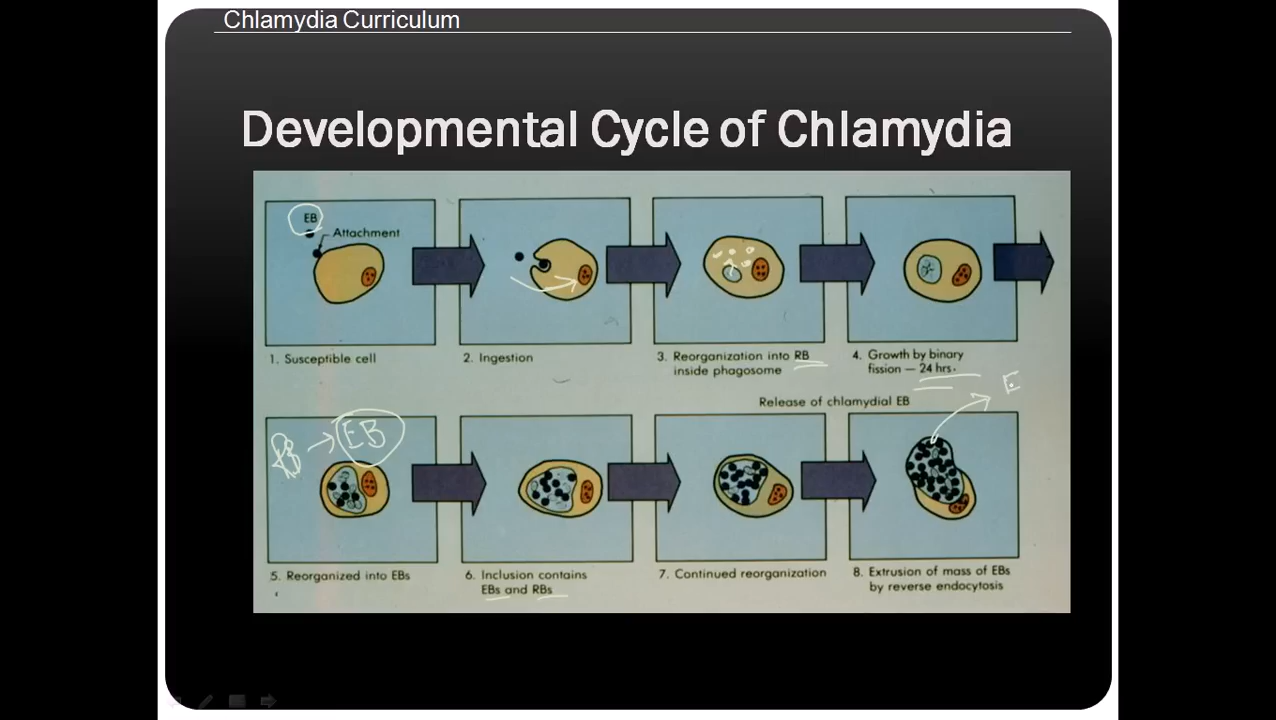 Chlamydia Curriculum
Developmental Cycle of Chlamydia
EB
Attachment
1. Susceptible cell
2. Ingestion
3. Reorganization into RB
inside phagosome
4. Growth by binary
fission — 24 hrs.
Release of chlamydial EB
E
RB → EB
5. Reorganized into EBs
6. Inclusion contains
EBs and RBs
7. Continued reorganization
8. Extrusion of mass of EBs
by reverse endocytosis